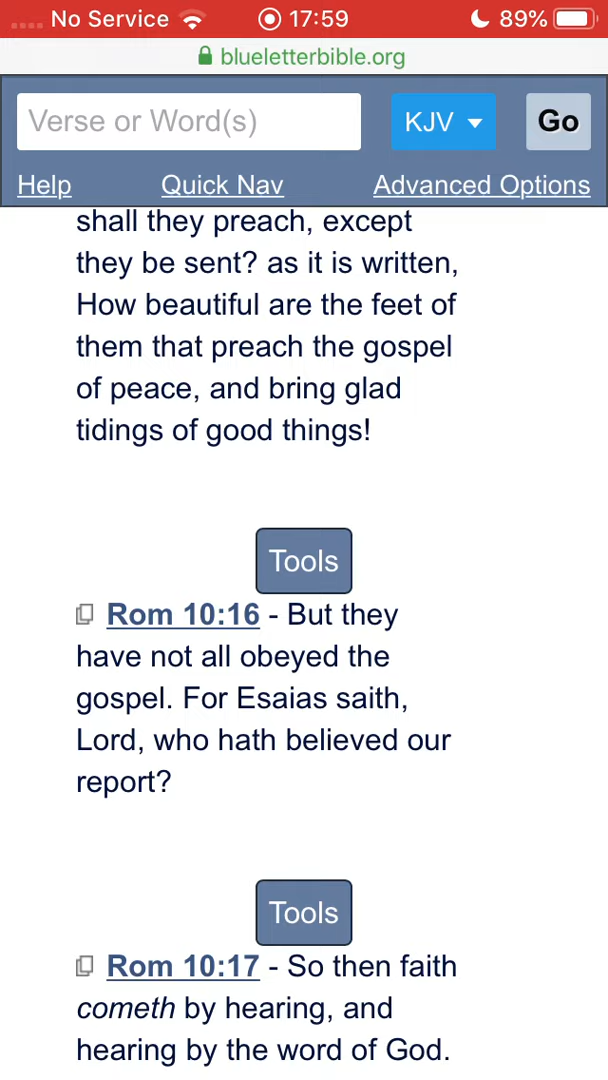 No Service 17:59 89%
blueletterbible.org
Verse or Word(s) KJV Go
Help Quick Nav Advanced Options
shall they preach, except
they be sent? as it is written,
How beautiful are the feet of
them that preach the gospel
of peace, and bring glad
tidings of good things!
Tools
Rom 10:16 - But they
have not all obeyed the
gospel. For Esaias saith,
Lord, who hath believed our
report?
Tools
Rom 10:17 - So then faith
cometh by hearing, and
hearing by the word of God.